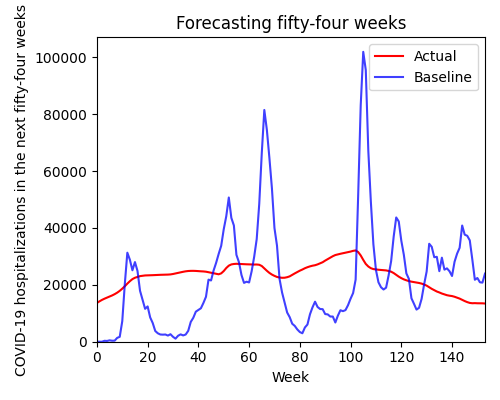 Forecasting fifty-four weeks
COVID-19 hospitalizations in the next fifty-four weeks
100000
80000
60000
40000
20000
0
Actual
Baseline
0 20 40 60 80 100 120 140
Week